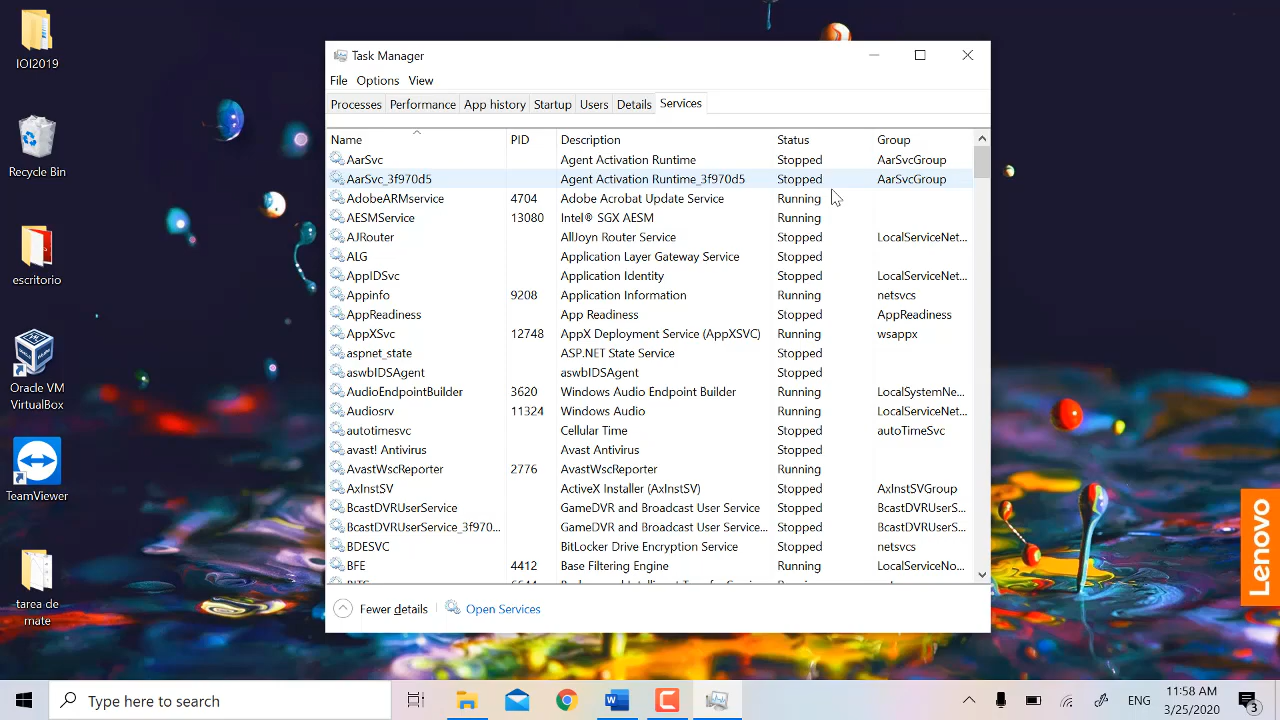 IOI2019
Recycle Bin
escritorio
Oracle VM
VirtualBox
TeamViewer
tarea de
mate
Task Manager
File Options View
Processes Performance App history Startup Users Details Services
Name PID Description Status Group
AarSvc Agent Activation Runtime Stopped AarSvcGroup
AarSvc_3f970d5 Agent Activation Runtime_3f970d5 Stopped AarSvcGroup
AdobeARMservice 4704 Adobe Acrobat Update Service Running
AESMService 13080 Intel® SGX AESM Running
AJRouter AllJoyn Router Service Stopped LocalServiceNet...
ALG Application Layer Gateway Service Stopped
AppIDSvc Application Identity Stopped LocalServiceNet...
Appinfo 9208 Application Information Running netsvcs
AppReadiness App Readiness Stopped AppReadiness
AppXSvc 12748 AppX Deployment Service (AppXSVC) Running wsappx
aspnet_state ASP.NET State Service Stopped
aswbIDSAgent aswbIDSAgent Stopped
AudioEndpointBuilder 3620 Windows Audio Endpoint Builder Running LocalSystemNe...
Audiosrv 11324 Windows Audio Running LocalServiceNet...
autotimesvc Cellular Time Stopped autoTimeSvc
avast! Antivirus Avast Antivirus Stopped
AvastWscReporter 2776 AvastWscReporter Running
AxInstSV ActiveX Installer (AxInstSV) Stopped AxInstSVGroup
BcastDVRUserService GameDVR and Broadcast User Service Stopped BcastDVRUserS...
BcastDVRUserService_3f970... GameDVR and Broadcast User Service... Stopped BcastDVRUserS...
BDESVC BitLocker Drive Encryption Service Stopped netsvcs
BFE 4412 Base Filtering Engine Running LocalServiceNo...
Fewer details Open Services
Lenovo
Type here to search
ENG
11:58 AM
3/25/2020
3